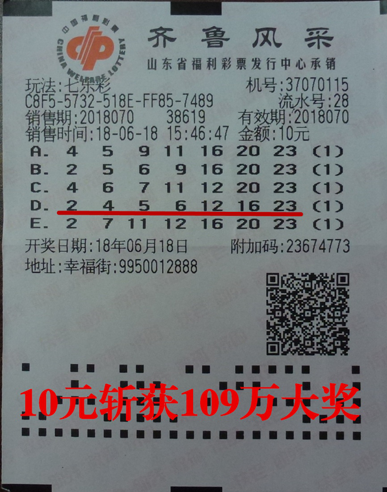 中国福利彩票
CHINA WELFARE LOTTERY
齐鲁风采
山东省福利彩票发行中心承销
玩法:七乐彩 机号:37070115
C8F5-5732-518E-FF85-7489 流水号:28
销售期:2018070 38619 有效期:2018070
销售时间:18-06-18 15:46:47 金额:10元
A. 4 5 9 11 16 20 23 (1)
B. 2 5 6 9 16 20 23 (1)
C. 4 6 7 11 12 20 23 (1)
D. 2 4 5 6 12 16 23 (1)
E. 2 7 11 12 16 20 23 (1)
开奖日期:18年06月18日 附加码:23674773
地址:幸福街:9950012888
10元斩获109万大奖